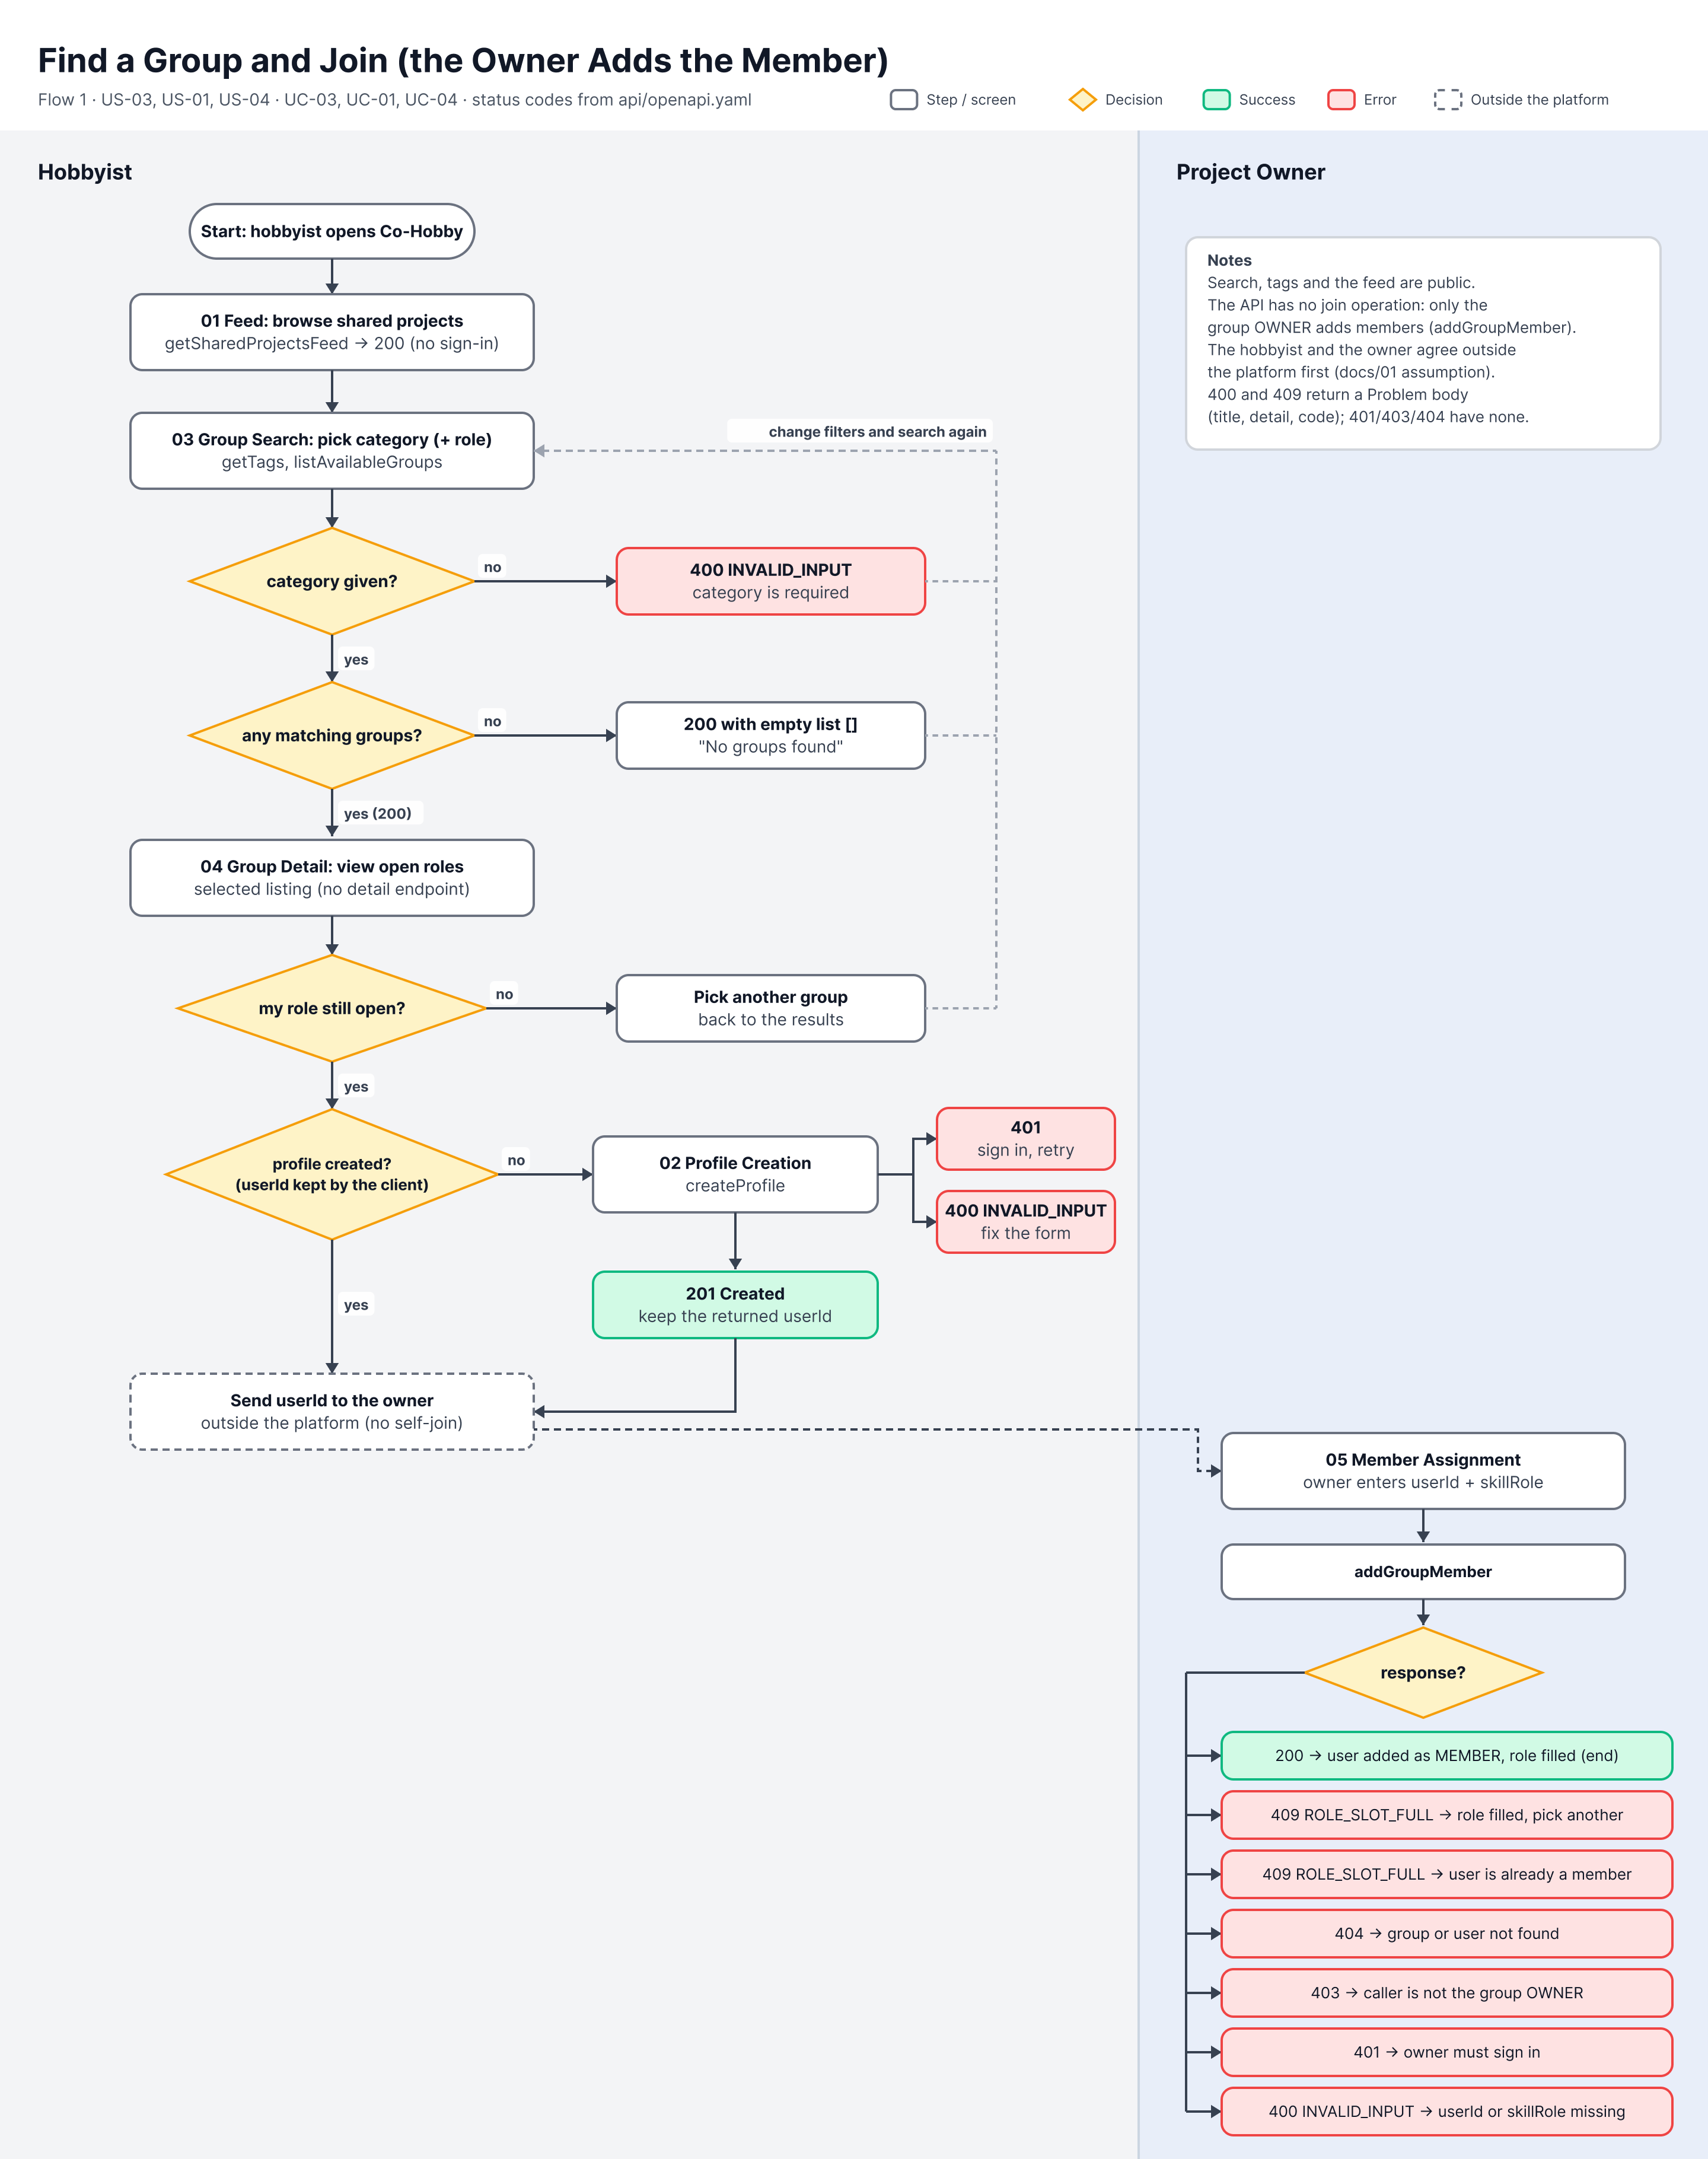 Find a Group and Join (the Owner Adds the Member)
Flow 1 · US-03, US-01, US-04 · UC-03, UC-01, UC-04 · status codes from api/openapi.yaml
Step / screen
Decision
Success
Error
Outside the platform
Hobbyist
Project Owner
Start: hobbyist opens Co-Hobby
01 Feed: browse shared projects
getSharedProjectsFeed → 200 (no sign-in)
Notes
Search, tags and the feed are public.
The API has no join operation: only the
group OWNER adds members (addGroupMember).
The hobbyist and the owner agree outside
the platform first (docs/01 assumption).
400 and 409 return a Problem body
(title, detail, code); 401/403/404 have none.
03 Group Search: pick category (+ role)
getTags, listAvailableGroups
change filters and search again
category given?
no
400 INVALID_INPUT
category is required
yes
any matching groups?
no
200 with empty list []
"No groups found"
yes (200)
04 Group Detail: view open roles
selected listing (no detail endpoint)
my role still open?
no
Pick another group
back to the results
yes
profile created?
(userId kept by the client)
no
02 Profile Creation
createProfile
401
sign in, retry
400 INVALID_INPUT
fix the form
201 Created
keep the returned userId
yes
Send userId to the owner
outside the platform (no self-join)
05 Member Assignment
owner enters userId + skillRole
addGroupMember
response?
200 → user added as MEMBER, role filled (end)
409 ROLE_SLOT_FULL → role filled, pick another
409 ROLE_SLOT_FULL → user is already a member
404 → group or user not found
403 → caller is not the group OWNER
401 → owner must sign in
400 INVALID_INPUT → userId or skillRole missing